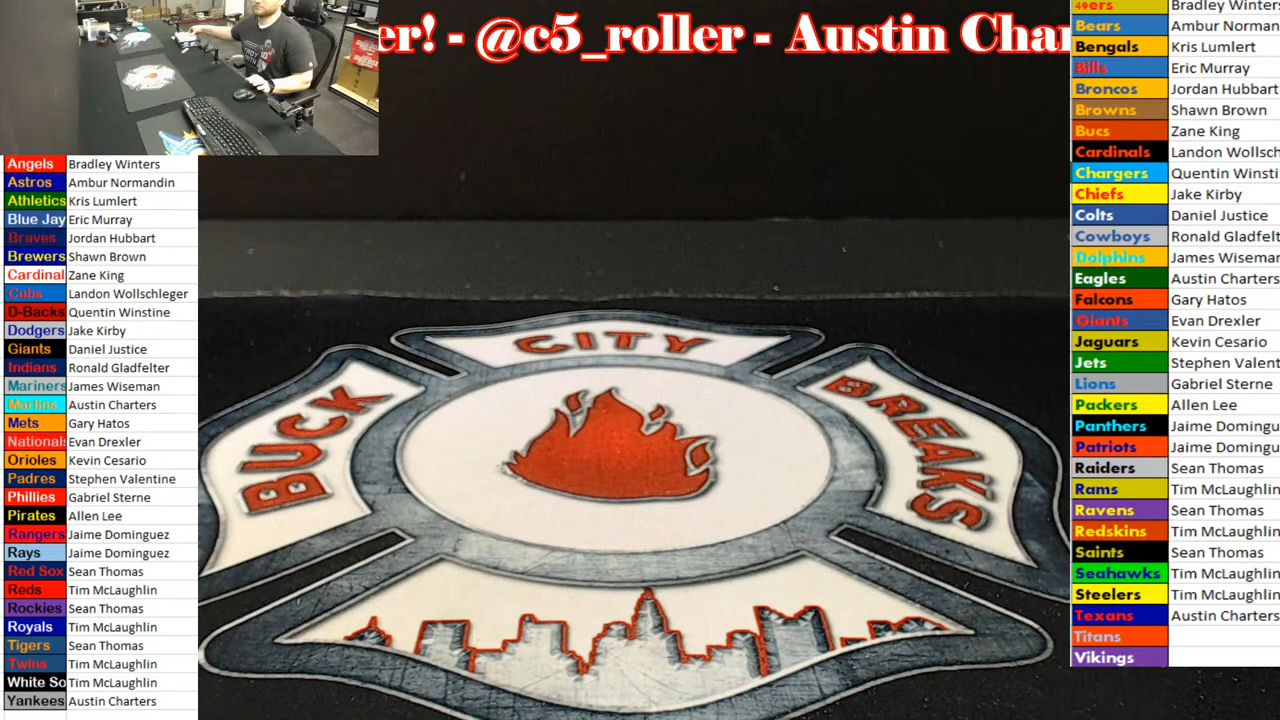 er! - @c5_roller - Austin Char
Angels Bradley Winters
Astros Ambur Normandin
Athletics Kris Lumlert
Blue Jay Eric Murray
Braves Jordan Hubbart
Brewers Shawn Brown
Cardinal Zane King
Cubs Landon Wollschleger
D-Backs Quentin Winstine
Dodgers Jake Kirby
Giants Daniel Justice
Indians Ronald Gladfelter
Mariners James Wiseman
Marlins Austin Charters
Mets Gary Hatos
Nationals Evan Drexler
Orioles Kevin Cesario
Padres Stephen Valentine
Phillies Gabriel Sterne
Pirates Allen Lee
Rangers Jaime Dominguez
Rays Jaime Dominguez
Red Sox Sean Thomas
Reds Tim McLaughlin
Rockies Sean Thomas
Royals Tim McLaughlin
Tigers Sean Thomas
Twins Tim McLaughlin
White So Tim McLaughlin
Yankees Austin Charters
BUCK
CITY
BREAKS
49ers Bradley Winters
Bears Ambur Norman
Bengals Kris Lumlert
Bills Eric Murray
Broncos Jordan Hubbart
Browns Shawn Brown
Bucs Zane King
Cardinals Landon Wollsch
Chargers Quentin Winsti
Chiefs Jake Kirby
Colts Daniel Justice
Cowboys Ronald Gladfelt
Dolphins James Wiseman
Eagles Austin Charters
Falcons Gary Hatos
Giants Evan Drexler
Jaguars Kevin Cesario
Jets Stephen Valent
Lions Gabriel Sterne
Packers Allen Lee
Panthers Jaime Domingu
Patriots Jaime Domingu
Raiders Sean Thomas
Rams Tim McLaughlin
Ravens Sean Thomas
Redskins Tim McLaughlin
Saints Sean Thomas
Seahawks Tim McLaughlin
Steelers Tim McLaughlin
Texans Austin Charters
Titans
Vikings